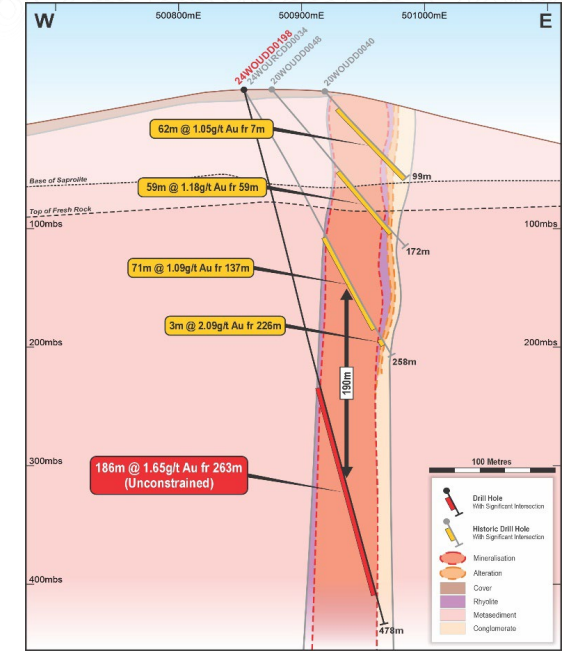 W
500800mE
500900mE
501000mE
E
24WOUDD0198
24WOURCDD0034
20WOUDD0048
20WOUDD0040
62m @ 1.05g/t Au fr 7m
99m
Base of Saprolite
59m @ 1.18g/t Au fr 59m
Top of Fresh Rock
100mbs
100mbs
172m
71m @ 1.09g/t Au fr 137m
3m @ 2.09g/t Au fr 226m
200mbs
200mbs
258m
190m
186m @ 1.65g/t Au fr 263m
(Unconstrained)
300mbs
100 Metres
Drill Hole
With Significant Intersection
Historic Drill Hole
With Significant Intersection
Mineralisation
Alteration
Cover
Rhyolite
Metasediment
Conglomerate
400mbs
478m